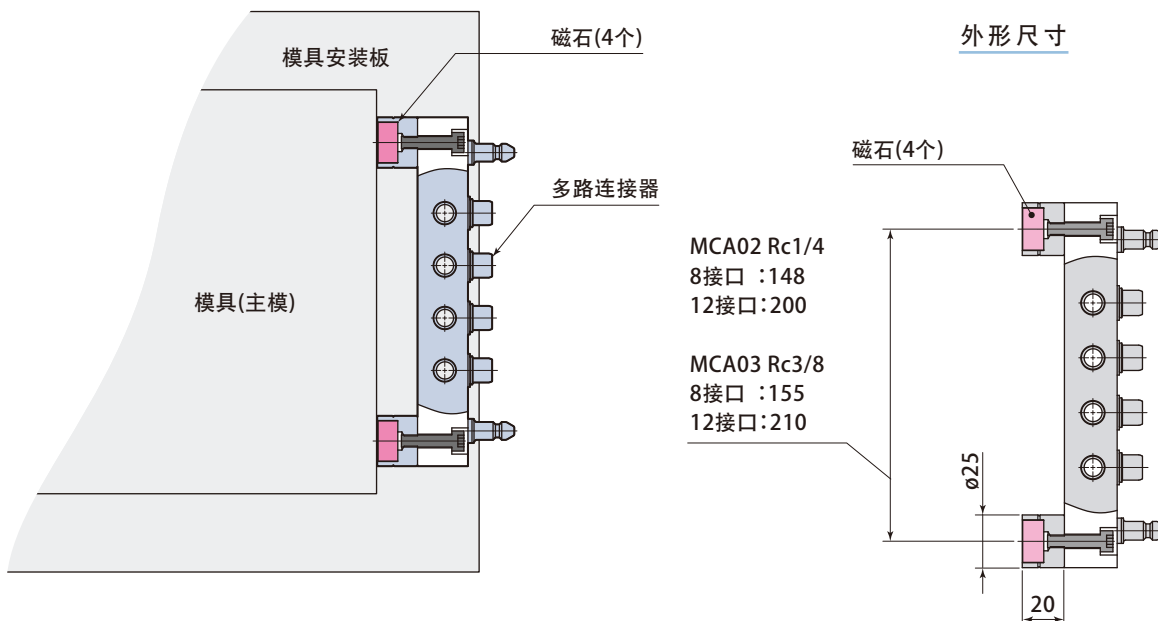 模具安装板
磁石(4个)
多路连接器
模具(主模)
外形尺寸
磁石(4个)
MCA02 Rc1/4
8接口 :148
12接口:200
MCA03 Rc3/8
8接口 :155
12接口:210
ø25
20